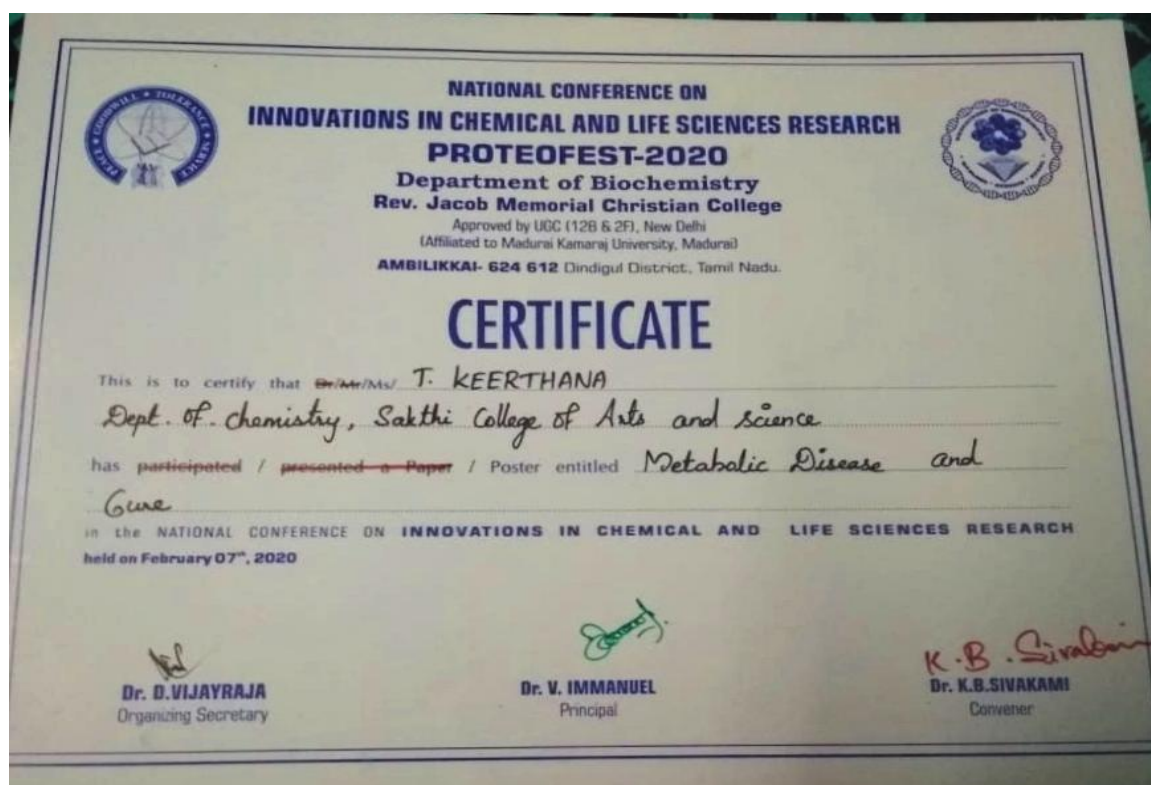 PEACE • GOODWILL • TOLERANCE • SERVICE
NATIONAL CONFERENCE ON
INNOVATIONS IN CHEMICAL AND LIFE SCIENCES RESEARCH
PROTEOFEST-2020
Department of Biochemistry
Rev. Jacob Memorial Christian College
Approved by UGC (12B & 2F), New Delhi
(Affiliated to Madurai Kamaraj University, Madurai)
AMBILIKKAI- 624 612 Dindigul District, Tamil Nadu.
CERTIFICATE
This is to certify that Dr/Mr/Ms/ T. KEERTHANA
Dept. of. chemistry, Sakthi College of Arts and science
has participated / presented a Paper / Poster entitled Metabalic Disease and
Cure
in the NATIONAL CONFERENCE ON INNOVATIONS IN CHEMICAL AND LIFE SCIENCES RESEARCH
held on February 07th, 2020
K.B. Sivakami
Dr. D.VIJAYRAJA
Organizing Secretary
Dr. V. IMMANUEL
Principal
Dr. K.B.SIVAKAMI
Convener